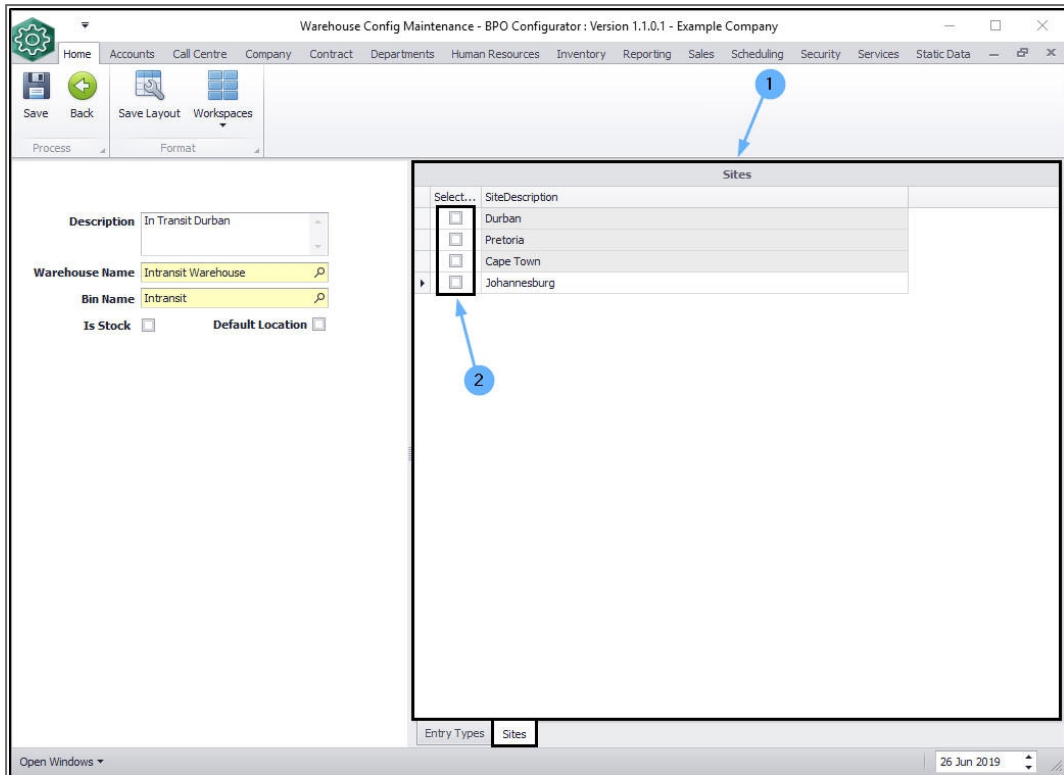 Warehouse Config Maintenance - BPO Configurator : Version 1.1.0.1 - Example Company
Home Accounts Call Centre Company Contract Departments Human Resources Inventory Reporting Sales Scheduling Security Services Static Data
Save Back Save Layout Workspaces
Process Format
1
Sites
Select... SiteDescription
Durban
Pretoria
Cape Town
Johannesburg
2
Description In Transit Durban
Warehouse Name Intransit Warehouse
Bin Name Intransit
Is Stock Default Location
Entry Types Sites
Open Windows 26 Jun 2019